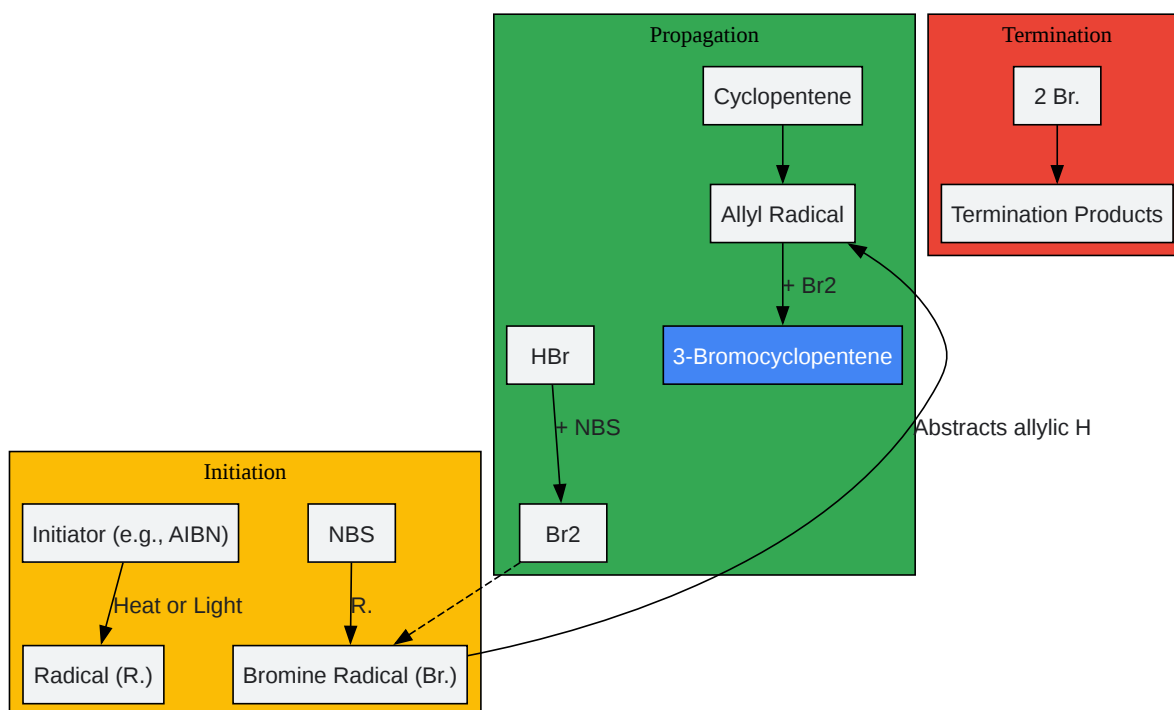 Propagation
Cyclopentene
Allyl Radical
+ Br2
3-Bromocyclopentene
HBr
+ NBS
Br2
Termination
2 Br.
Termination Products
Abstracts allylic H
Initiation
Initiator (e.g., AIBN)
NBS
Heat or Light
R.
Radical (R.)
Bromine Radical (Br.)